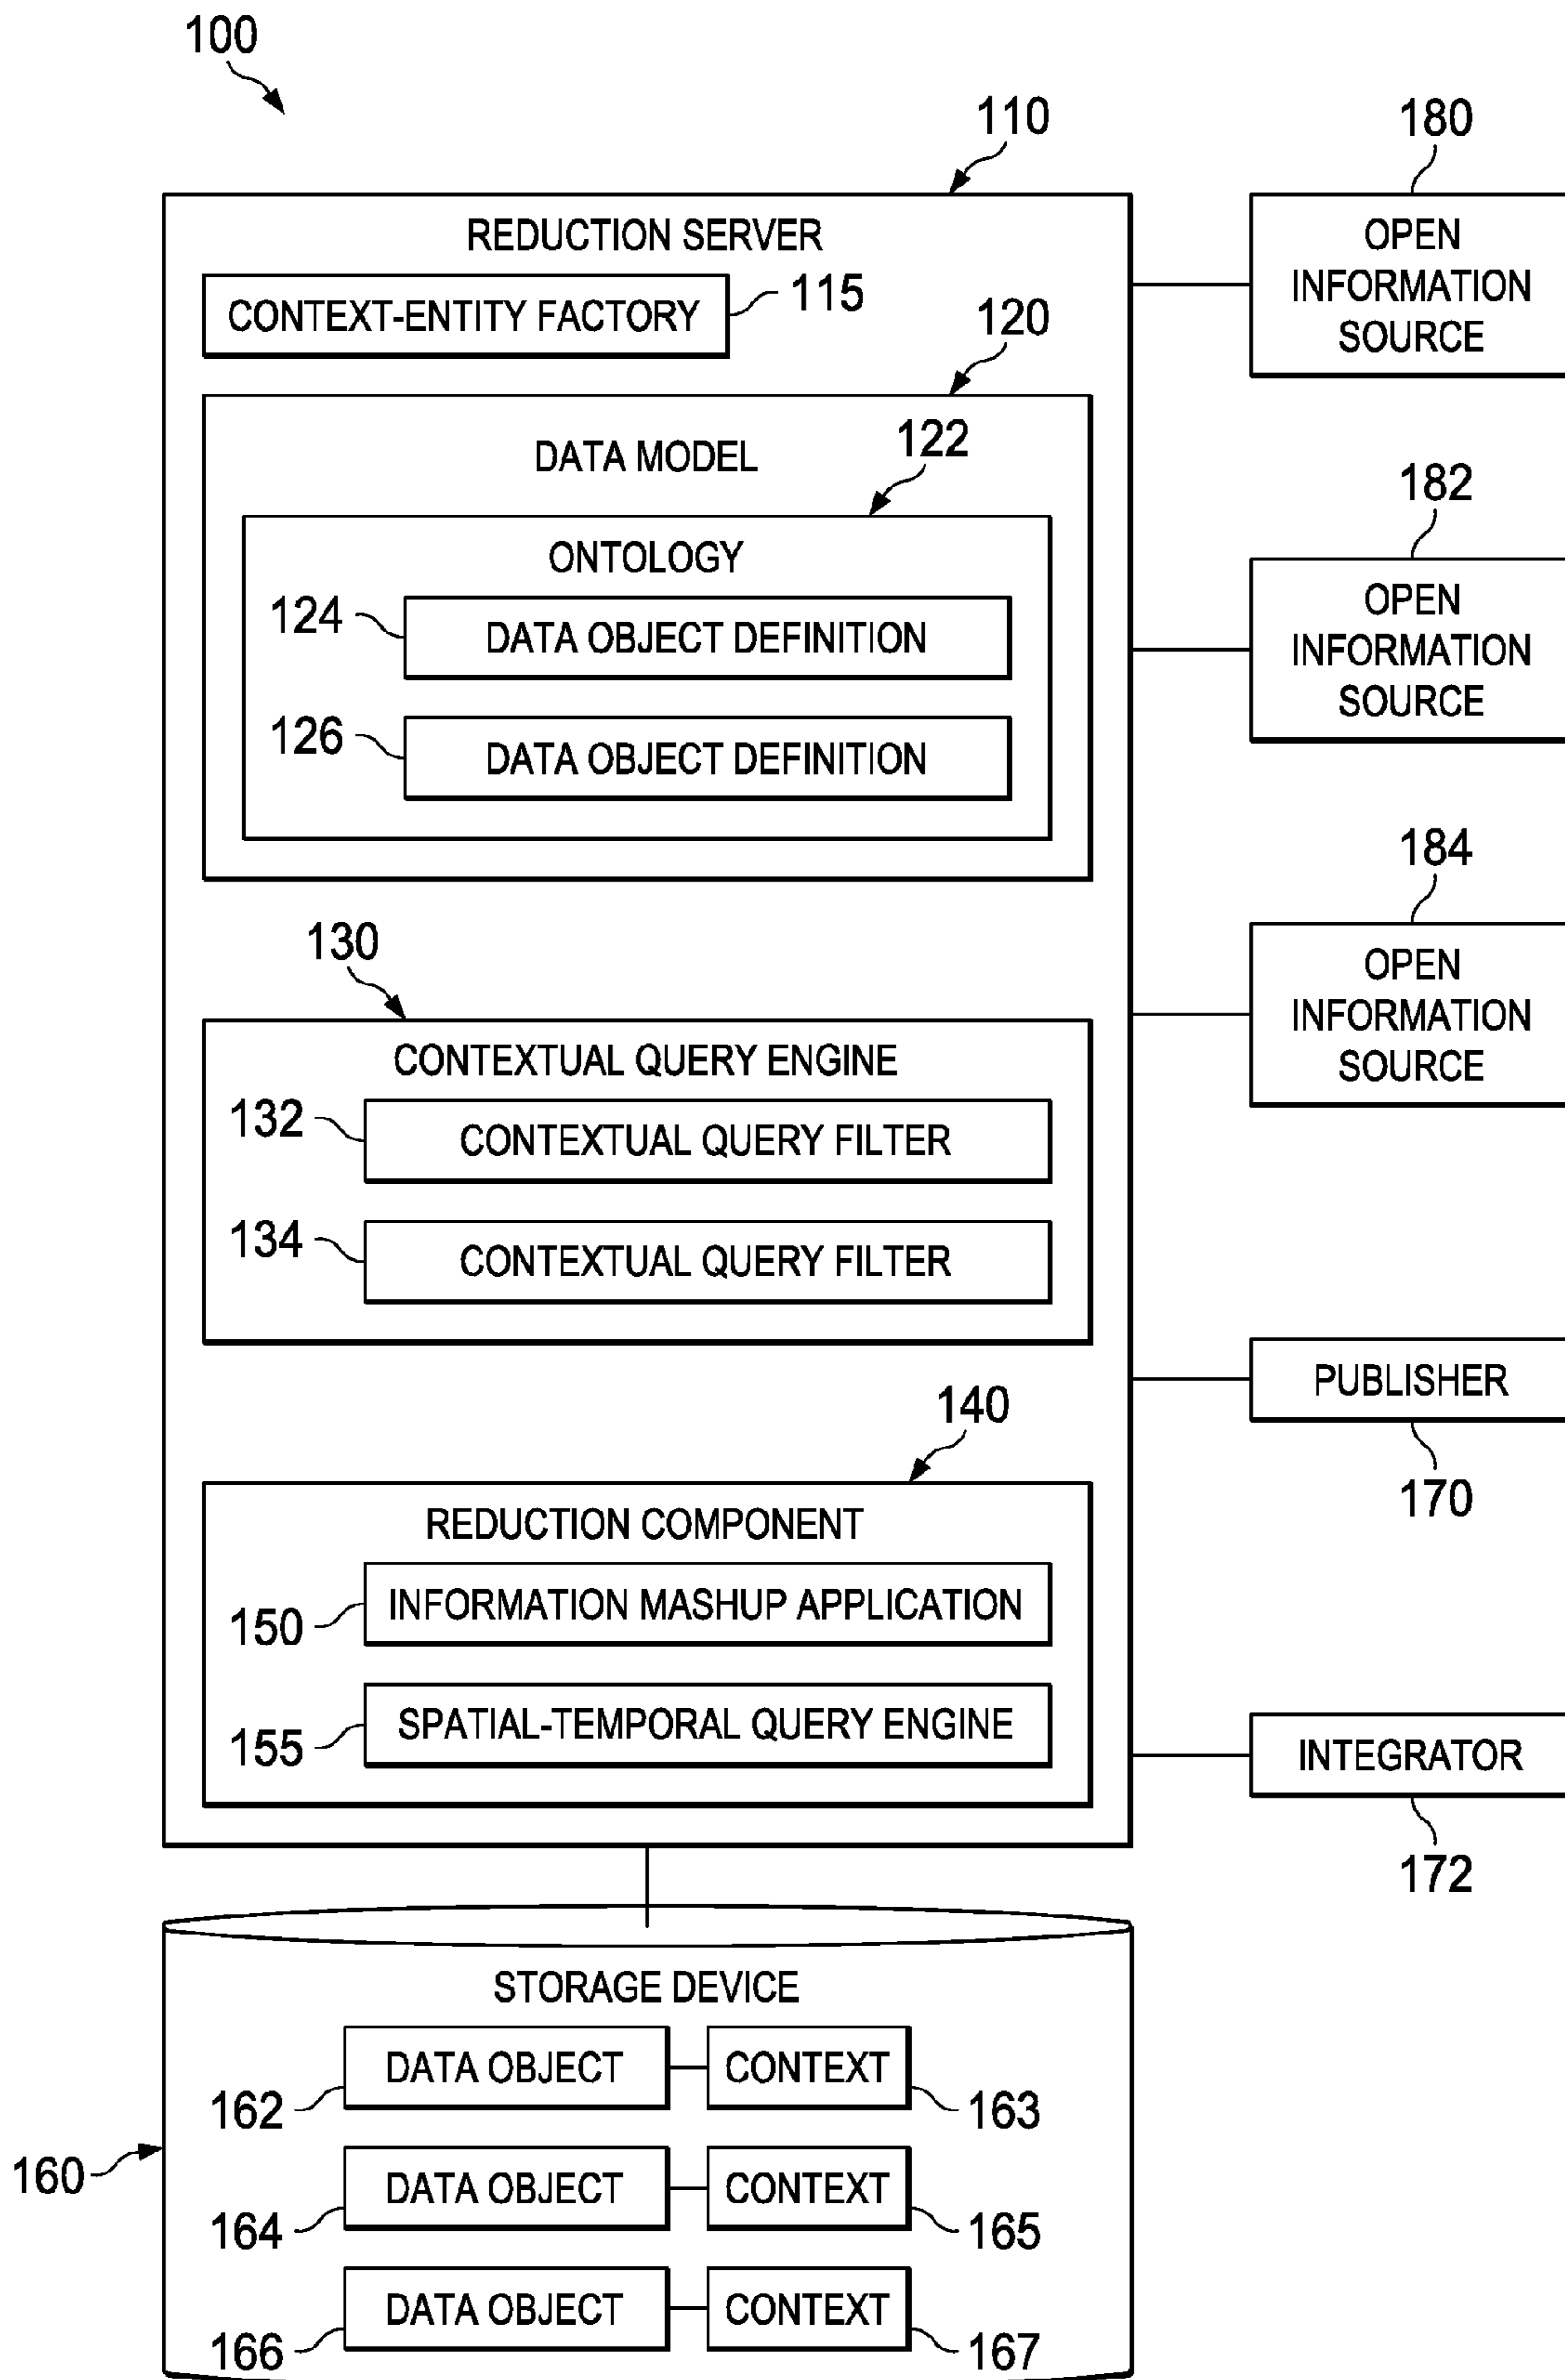 100
110
180
REDUCTION SERVER
OPEN
INFORMATION
SOURCE
CONTEXT-ENTITY FACTORY
115
120
DATA MODEL
122
182
ONTOLOGY
OPEN
INFORMATION
SOURCE
124
DATA OBJECT DEFINITION
126
DATA OBJECT DEFINITION
184
130
OPEN
INFORMATION
SOURCE
CONTEXTUAL QUERY ENGINE
132
CONTEXTUAL QUERY FILTER
134
CONTEXTUAL QUERY FILTER
PUBLISHER
170
140
REDUCTION COMPONENT
150
INFORMATION MASHUP APPLICATION
155
SPATIAL-TEMPORAL QUERY ENGINE
INTEGRATOR
172
STORAGE DEVICE
160
162
DATA OBJECT
CONTEXT
163
164
DATA OBJECT
CONTEXT
165
166
DATA OBJECT
CONTEXT
167